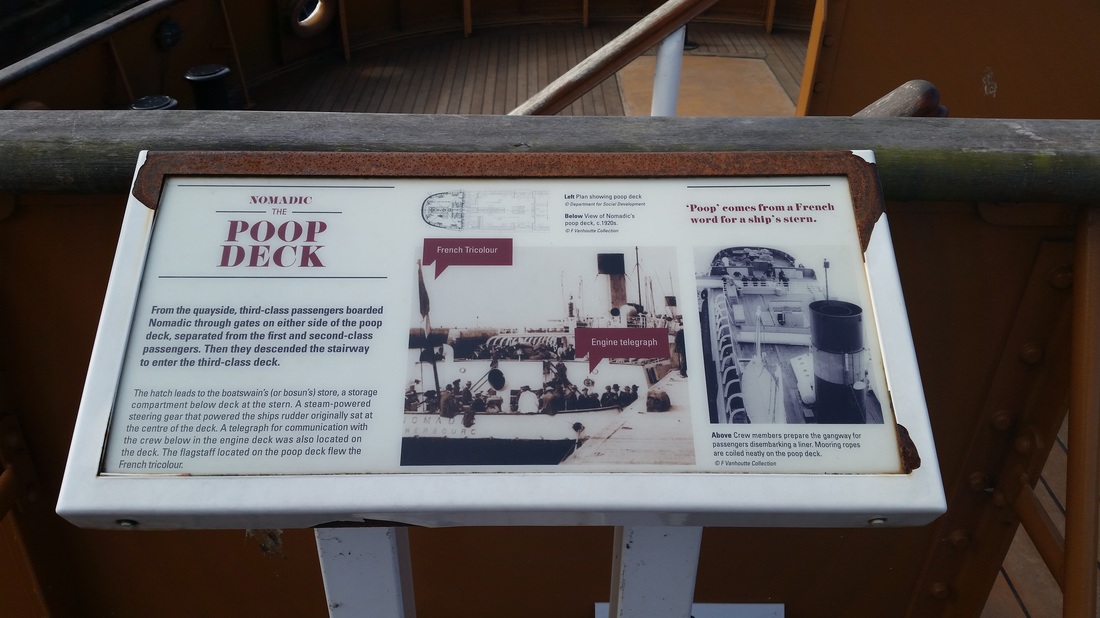 NOMADIC
THE
POOP
DECK
From the quayside, third-class passengers boarded
Nomadic through gates on either side of the poop
deck, separated from the first and second-class
passengers. Then they descended the stairway
to enter the third-class deck.
The hatch leads to the boatswain's (or bosun's) store, a storage
compartment below deck at the stern. A steam-powered
steering gear that powered the ships rudder originally sat at
the centre of the deck. A telegraph for communication with
the crew below in the engine deck was also located on
the deck. The flagstaff located on the poop deck flew the
French tricolour.
Left Plan showing poop deck
© Department for Social Development
Below View of Nomadic's
poop deck, c.1920s.
© F Vanhoutte Collection
French Tricolour
Engine telegraph
NOMADIC
CHERBOURG
'Poop' comes from a French
word for a ship's stern.
Above Crew members prepare the gangway for
passengers disembarking a liner. Mooring ropes
are coiled neatly on the poop deck.
© F Vanhoutte Collection